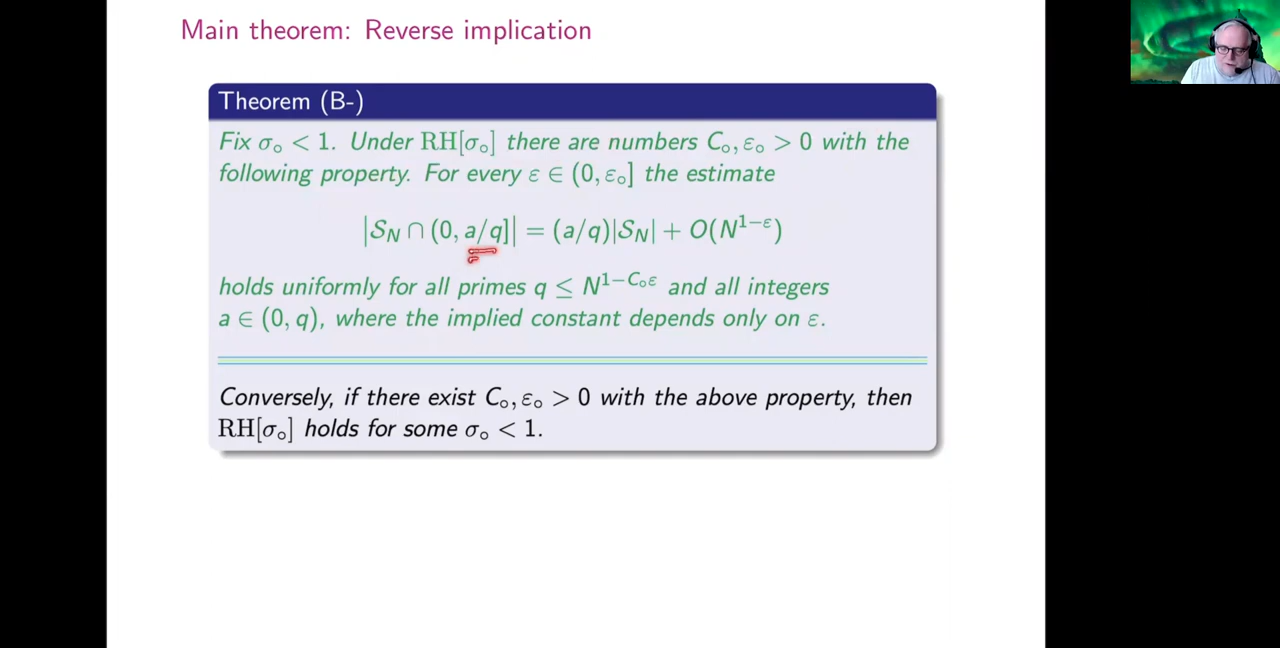 Main theorem: Reverse implication
Theorem (B-)
Fix σ₀ < 1. Under RH[σ₀] there are numbers C₀, ε₀ > 0 with the
following property. For every ε ∈ (0, ε₀] the estimate
|𝒮_N ∩ (0, a/q]| = (a/q)|𝒮_N| + O(N^{1−ε})
holds uniformly for all primes q ≤ N^{1−C₀ε} and all integers
a ∈ (0, q), where the implied constant depends only on ε.
Conversely, if there exist C₀, ε₀ > 0 with the above property, then
RH[σ₀] holds for some σ₀ < 1.